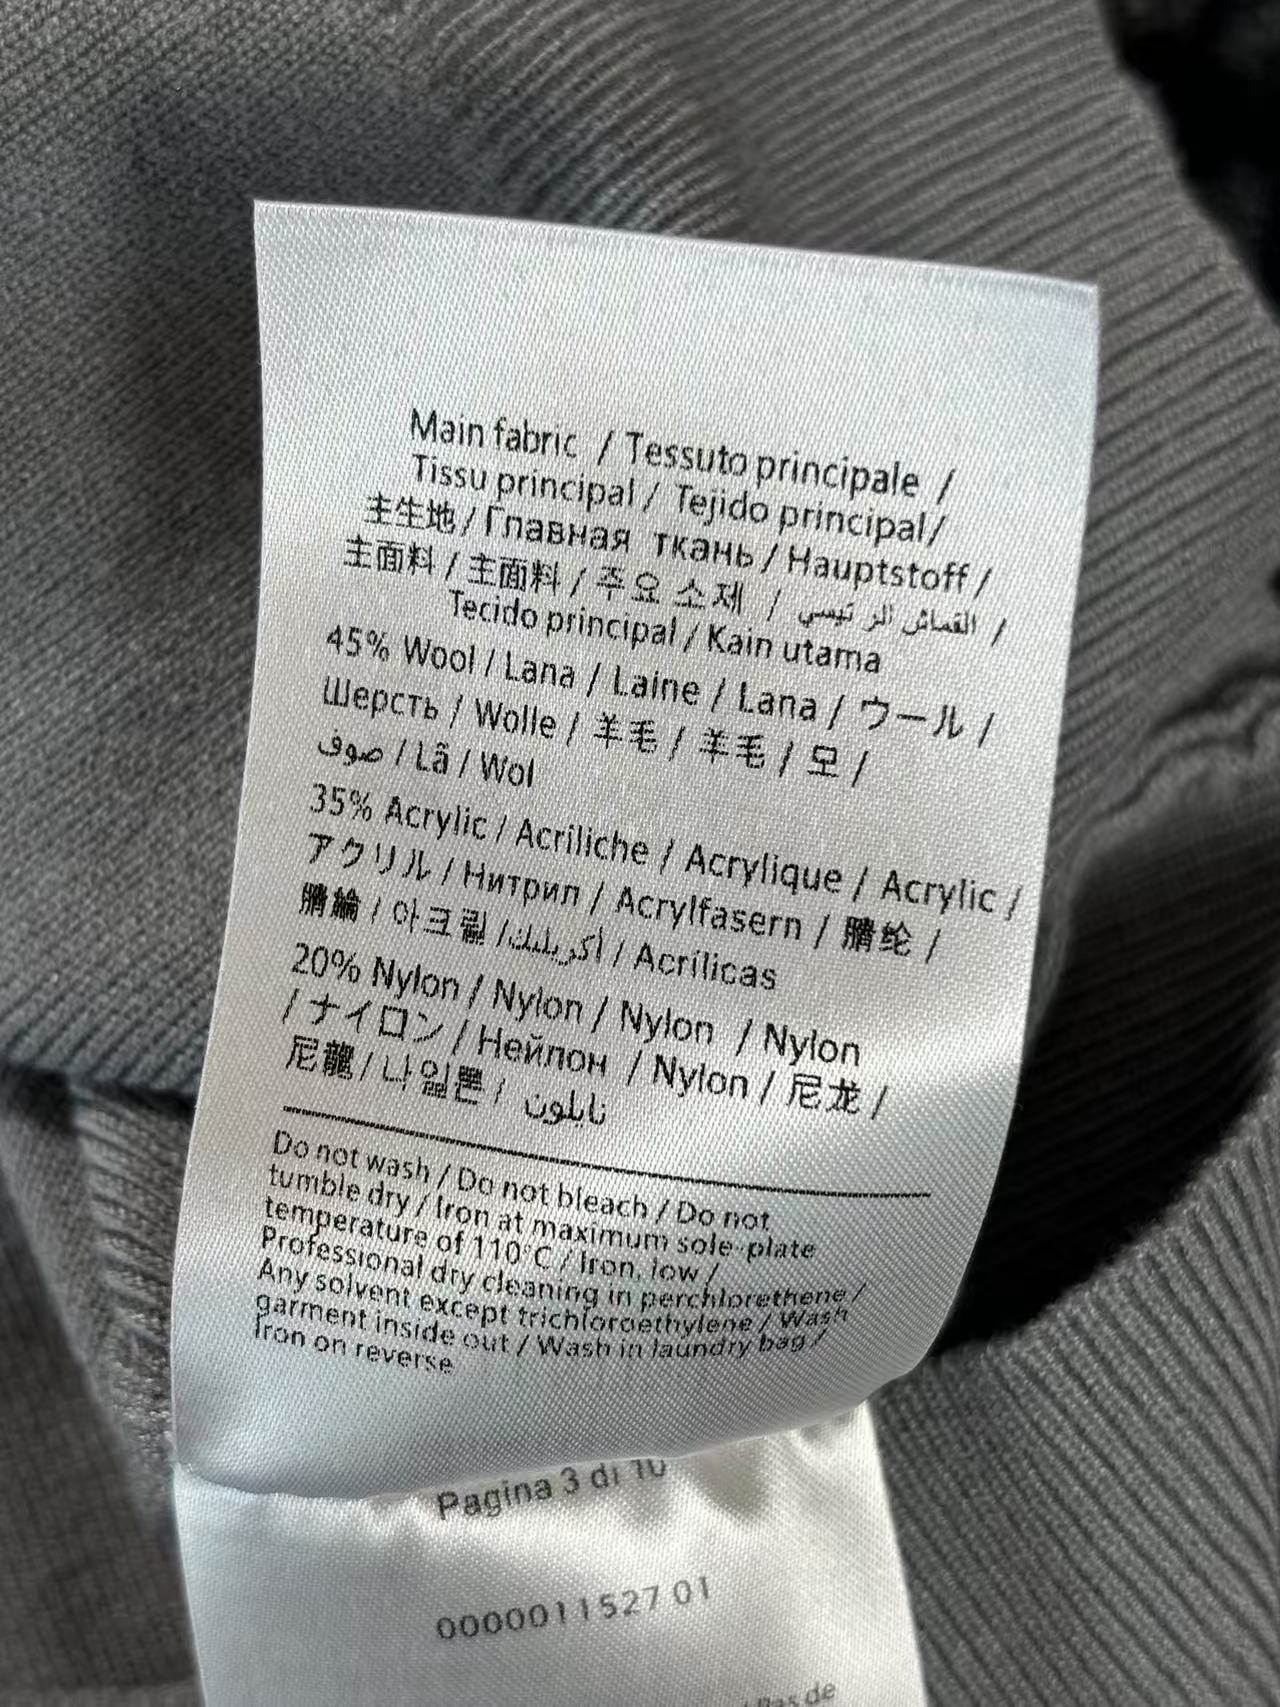 Main fabric / Tessuto principale /
Tissu principal / Tejido principal/
主生地/Главная ткань/Hauptstoff/
主面料/主面料/주요 소제 / القماش الر ئيسي /
Tecido principal/Kain utama
45% Wool/Lana/Laine/Lana/ウール/
Шерсть/Wolle/羊毛/羊毛/모/
صوف/Lã/Wol
35% Acrylic/Acriliche/Acrylique/Acrylic/
アクリル/Нитрил/Acrylfasern/腈纶/
腈綸/아크릴/أكريليك/Acrílicas
20% Nylon/Nylon/Nylon /Nylon
/ナイロン/Нейлон /Nylon/尼龙/
尼龍/나일론/ نايلون
Do not wash/Do not bleach/Do not
tumble dry/Iron at maximum sole-plate
temperature of 110°C/Iron, low/
Professional dry cleaning in perchlorethene/
Any solvent except trichloroethylene/Wash
garment inside out/Wash in laundry bag/
Iron on reverse
Pagina 3 di 10
0000011527 01
Pas de